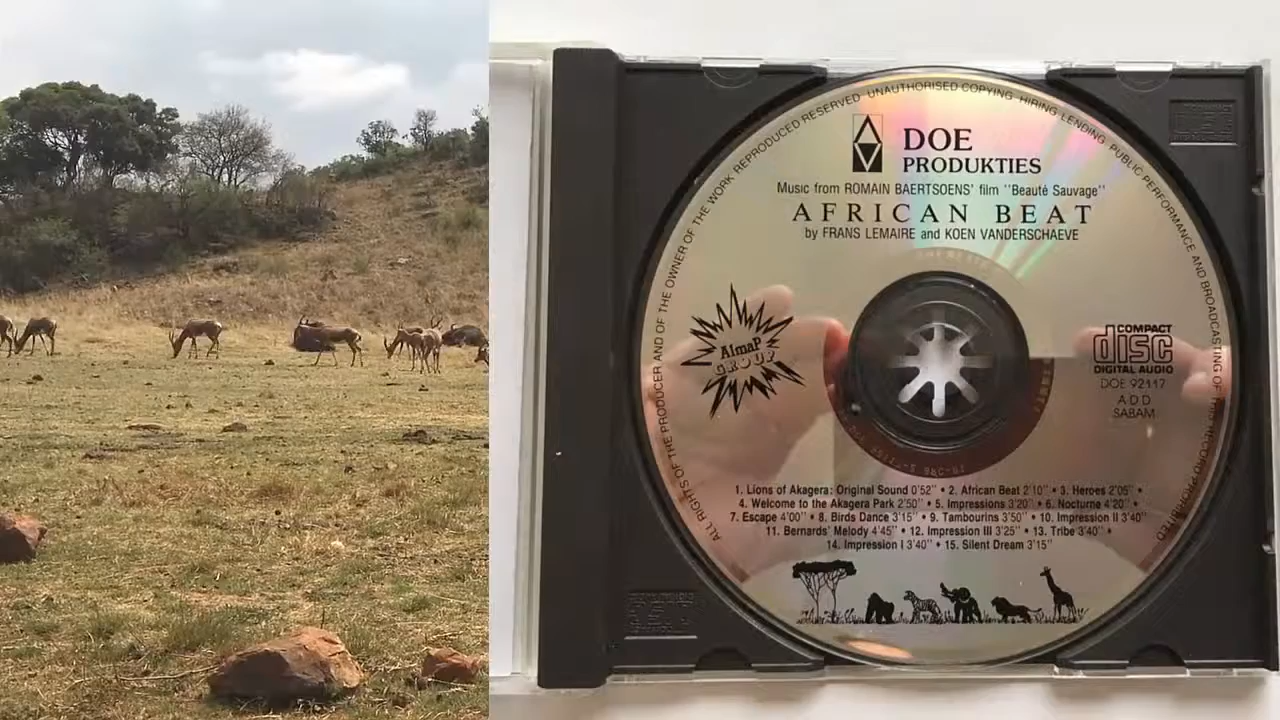 ALL RIGHTS OF THE PRODUCER AND OF THE OWNER OF THE WORK REPRODUCED RESERVED. UNAUTHORISED COPYING, HIRING, LENDING, PUBLIC PERFORMANCE AND BROADCASTING OF THIS RECORD PROHIBITED
DOE
PRODUKTIES
Music from ROMAIN BAERTSOENS' film "Beauté Sauvage"
AFRICAN BEAT
by FRANS LEMAIRE and KOEN VANDERSCHAEVE
AlmaP
GROUP
COMPACT
disc
DIGITAL AUDIO
DOE 92117
ADD
SABAM
1. Lions of Akagera: Original Sound 0'52" • 2. African Beat 2'10" • 3. Heroes 2'05" •
4. Welcome to the Akagera Park 2'50" • 5. Impressions 3'20" • 6. Nocturne 4'20" •
7. Escape 4'00" • 8. Birds Dance 3'15" • 9. Tambourins 3'50" • 10. Impression II 3'40"
11. Bernards' Melody 4'45" • 12. Impression III 3'25" • 13. Tribe 3'40" •
14. Impression I 3'40" • 15. Silent Dream 3'15"